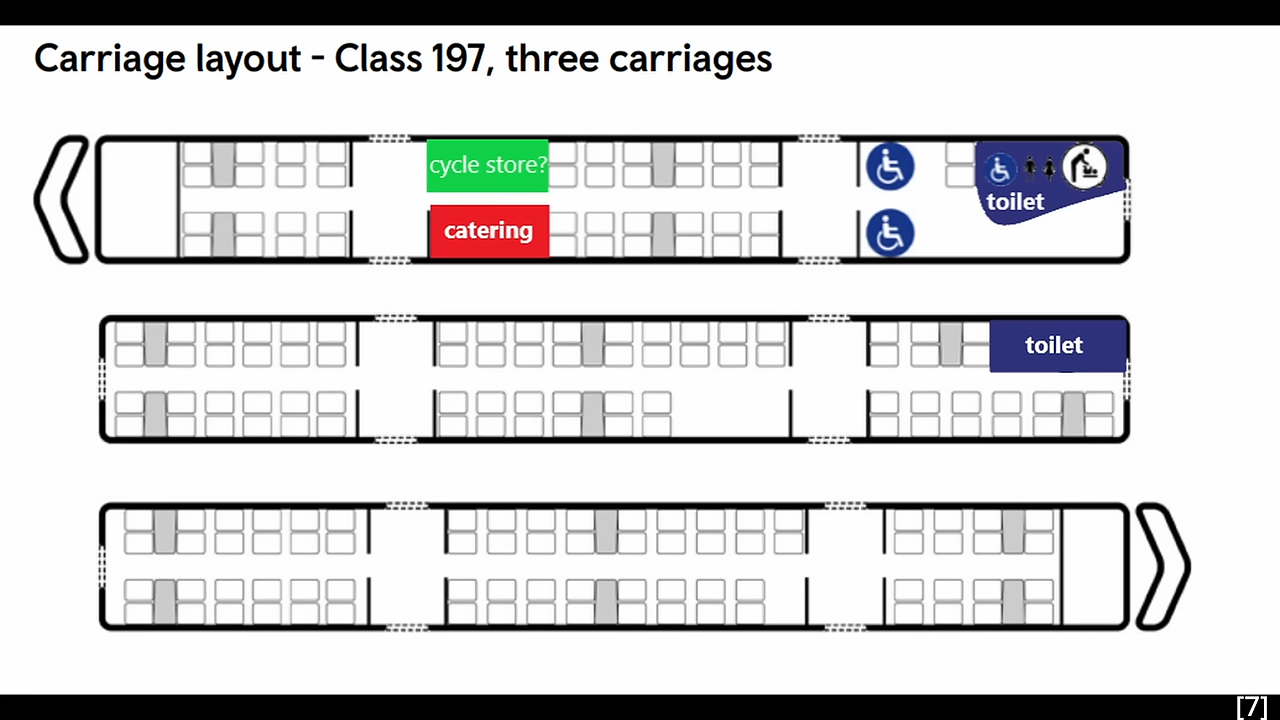 Carriage layout - Class 197, three carriages
cycle store?
catering
toilet
toilet
[7]